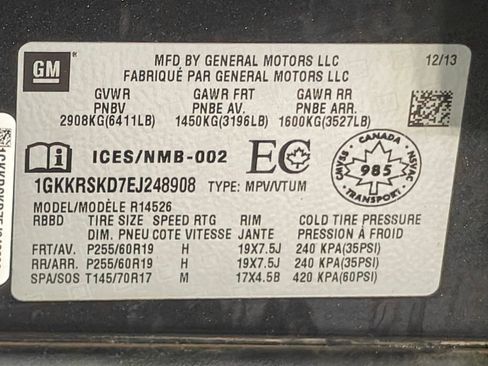 GM
MFD BY GENERAL MOTORS LLC 12/13
FABRIQUÉ PAR GENERAL MOTORS LLC
GVWR GAWR FRT GAWR RR
PNBV PNBE AV. PNBE ARR.
2908KG(6411LB) 1450KG(3196LB) 1600KG(3527LB)
ICES/NMB-002 EC CANADA CMVSS NSVAC 985 TRANSPORT
1GKKRSKD7EJ248908 TYPE: MPV/VTUM
MODEL/MODÈLE R14526
RBBD TIRE SIZE SPEED RTG RIM COLD TIRE PRESSURE
DIM. PNEU COTE VITESSE JANTE PRESSION À FROID
FRT/AV. P255/60R19 H 19X7.5J 240 KPA(35PSI)
RR/ARR. P255/60R19 H 19X7.5J 240 KPA(35PSI)
SPA/SOS T145/70R17 M 17X4.5B 420 KPA(60PSI)